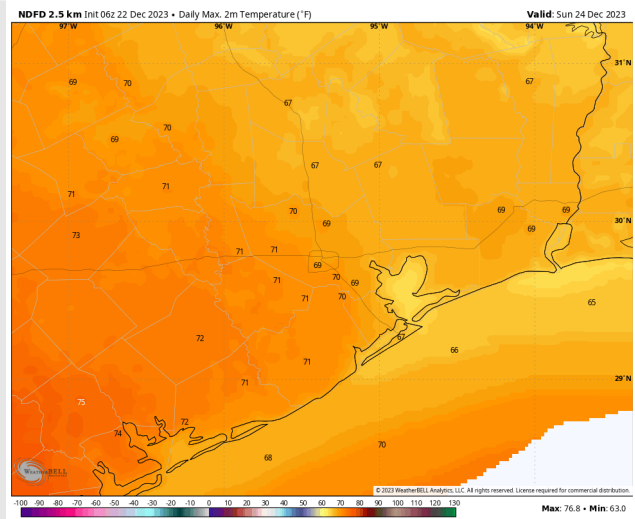 NDFD 2.5 km Init 06z 22 Dec 2023 • Daily Max. 2m Temperature (°F)
Valid: Sun 24 Dec 2023
97°W 96°W 95°W 94°W
31°N
69 70 67
67
70
69
67 67
71 71
70 69 69
30°N
69 69
73
71 71
69
70 69
71
71 70
65
72 67
66
71
29°N
71
75
72
74
70
68
WeatherBELL
© 2023 WeatherBELL Analytics, LLC. All rights reserved. License required for commercial distribution.
-100 -90 -80 -70 -60 -50 -40 -30 -20 -10 0 10 20 30 40 50 60 70 80 90 100 110 120 130
Max: 76.8 • Min: 63.0